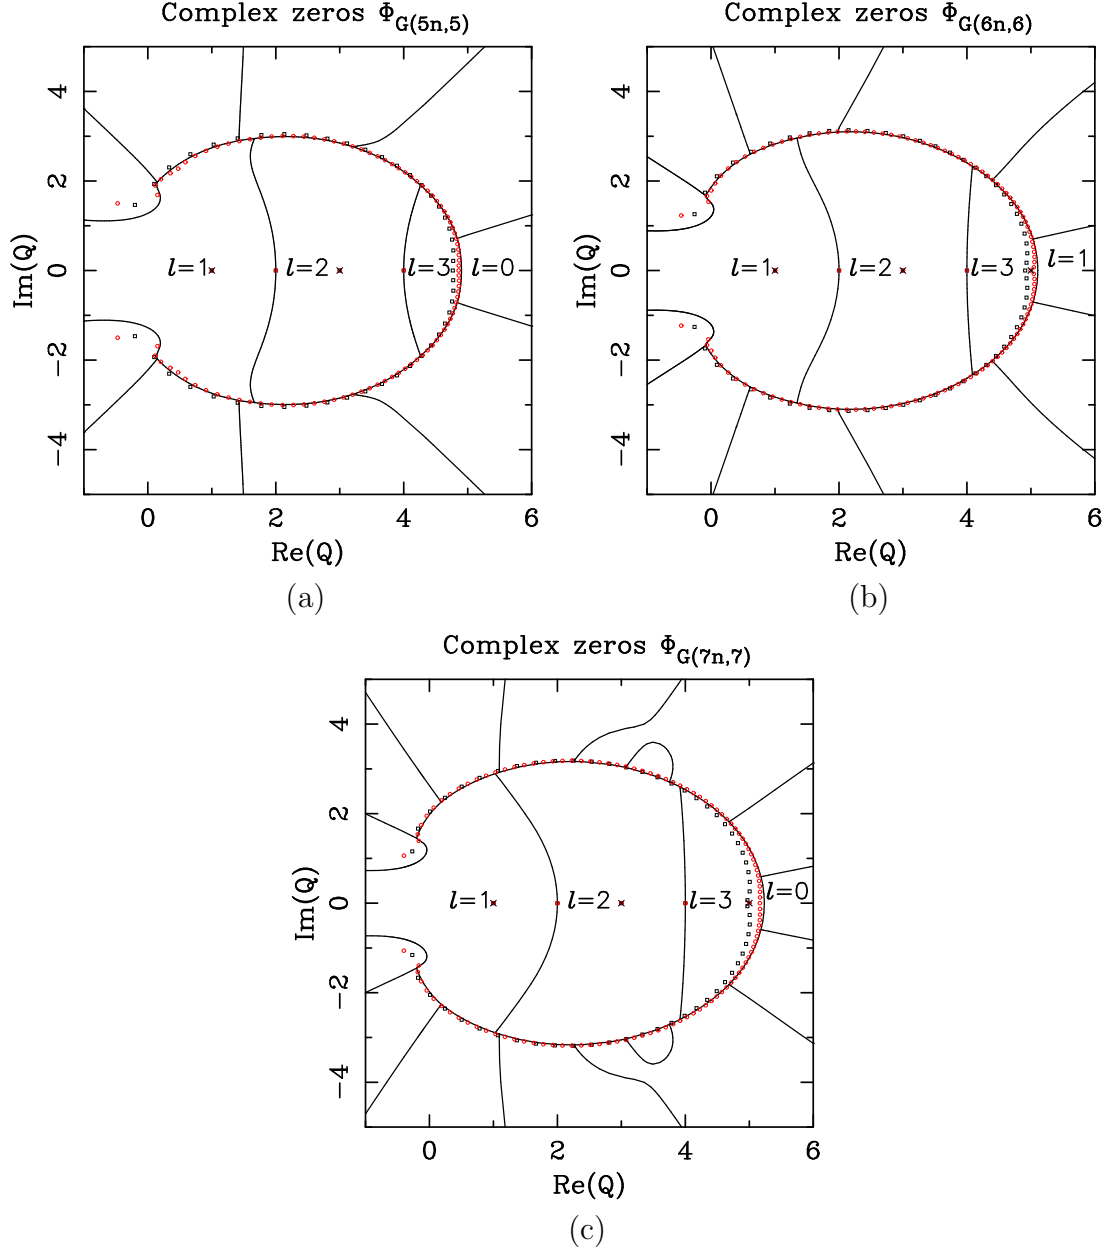 Complex zeros Φ_G(5n,5)
Complex zeros Φ_G(6n,6)
Im(Q)
4
2
0
−2
−4
l=1
l=2
l=3
l=0
0
2
4
6
Re(Q)
(a)
Im(Q)
4
2
0
−2
−4
l=1
l=2
l=3
l=1
0
2
4
6
Re(Q)
(b)
Complex zeros Φ_G(7n,7)
Im(Q)
4
2
0
−2
−4
l=1
l=2
l=3
l=0
0
2
4
6
Re(Q)
(c)